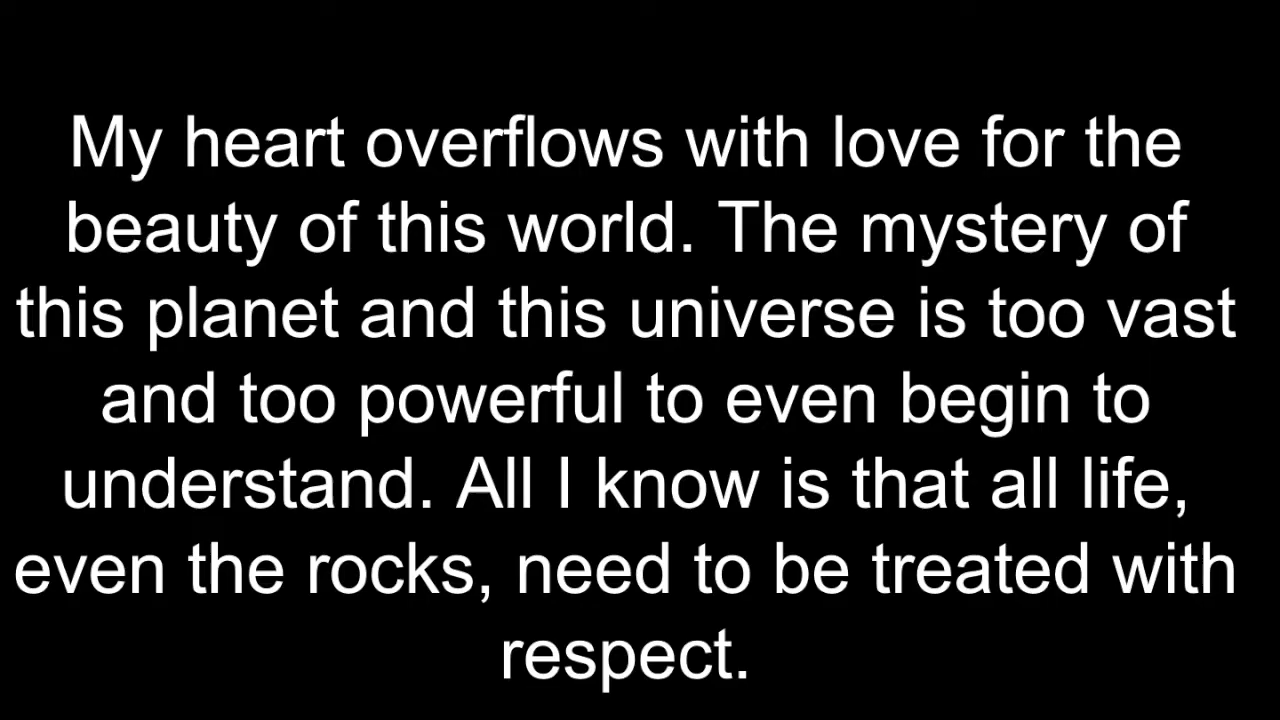 My heart overflows with love for the
beauty of this world. The mystery of
this planet and this universe is too vast
and too powerful to even begin to
understand. All I know is that all life,
even the rocks, need to be treated with
respect.